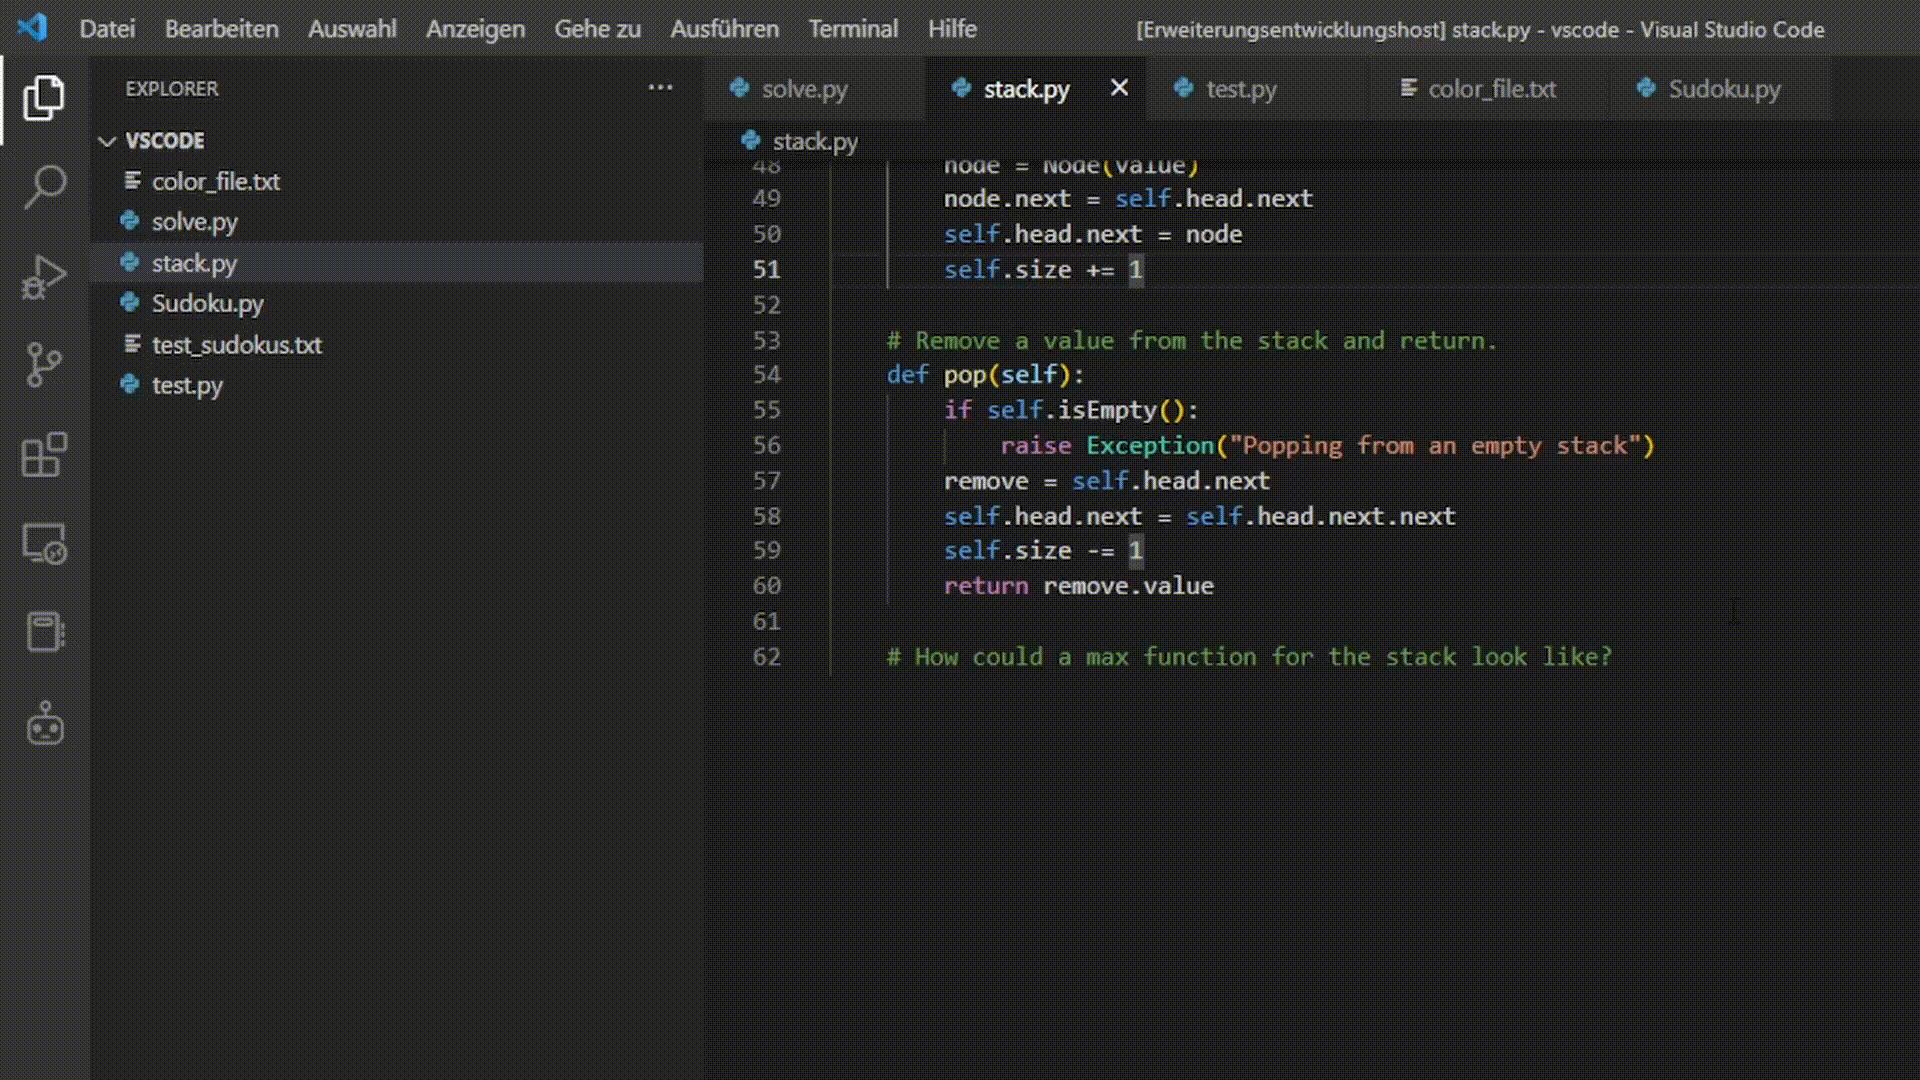 Datei Bearbeiten Auswahl Anzeigen Gehe zu Ausführen Terminal Hilfe [Erweiterungsentwicklungshost] stack.py - vscode - Visual Studio Code
EXPLORER ...
VSCODE
color_file.txt
solve.py
stack.py
Sudoku.py
test_sudokus.txt
test.py
solve.py stack.py test.py color_file.txt Sudoku.py
stack.py
48 node = Node(value)
49 node.next = self.head.next
50 self.head.next = node
51 self.size += 1
52
53 # Remove a value from the stack and return.
54 def pop(self):
55 if self.isEmpty():
56 raise Exception("Popping from an empty stack")
57 remove = self.head.next
58 self.head.next = self.head.next.next
59 self.size -= 1
60 return remove.value
61
62 # How could a max function for the stack look like?